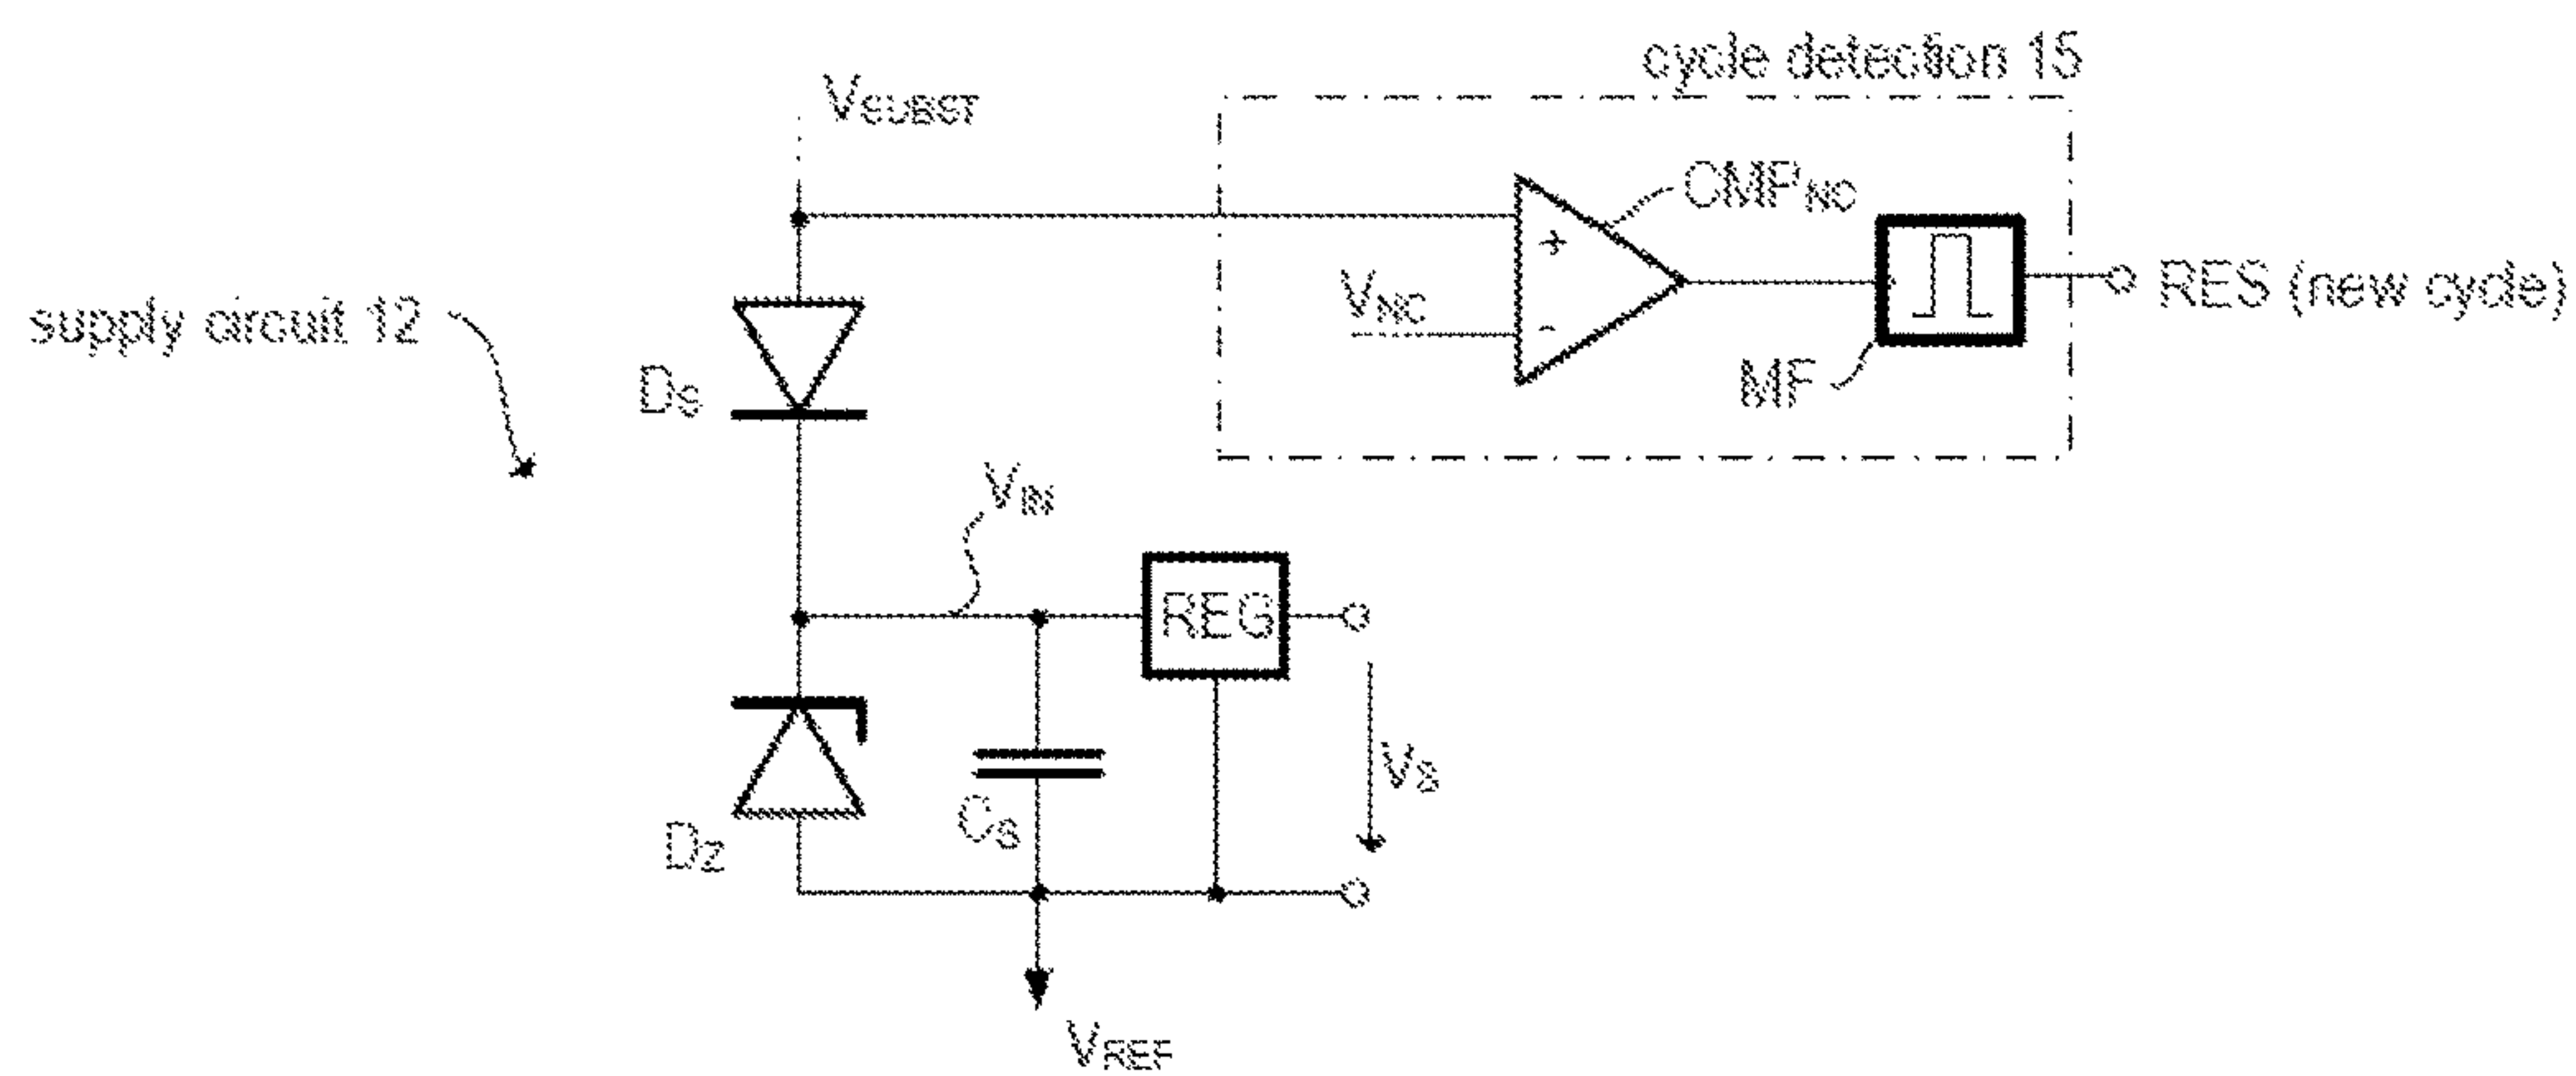 cycle detection 15
VSUBST
CMPNC
VNC
+
-
RES (new cycle)
supply circuit 12
MF
DS
VIN
REG
VS
CS
DZ
VREF